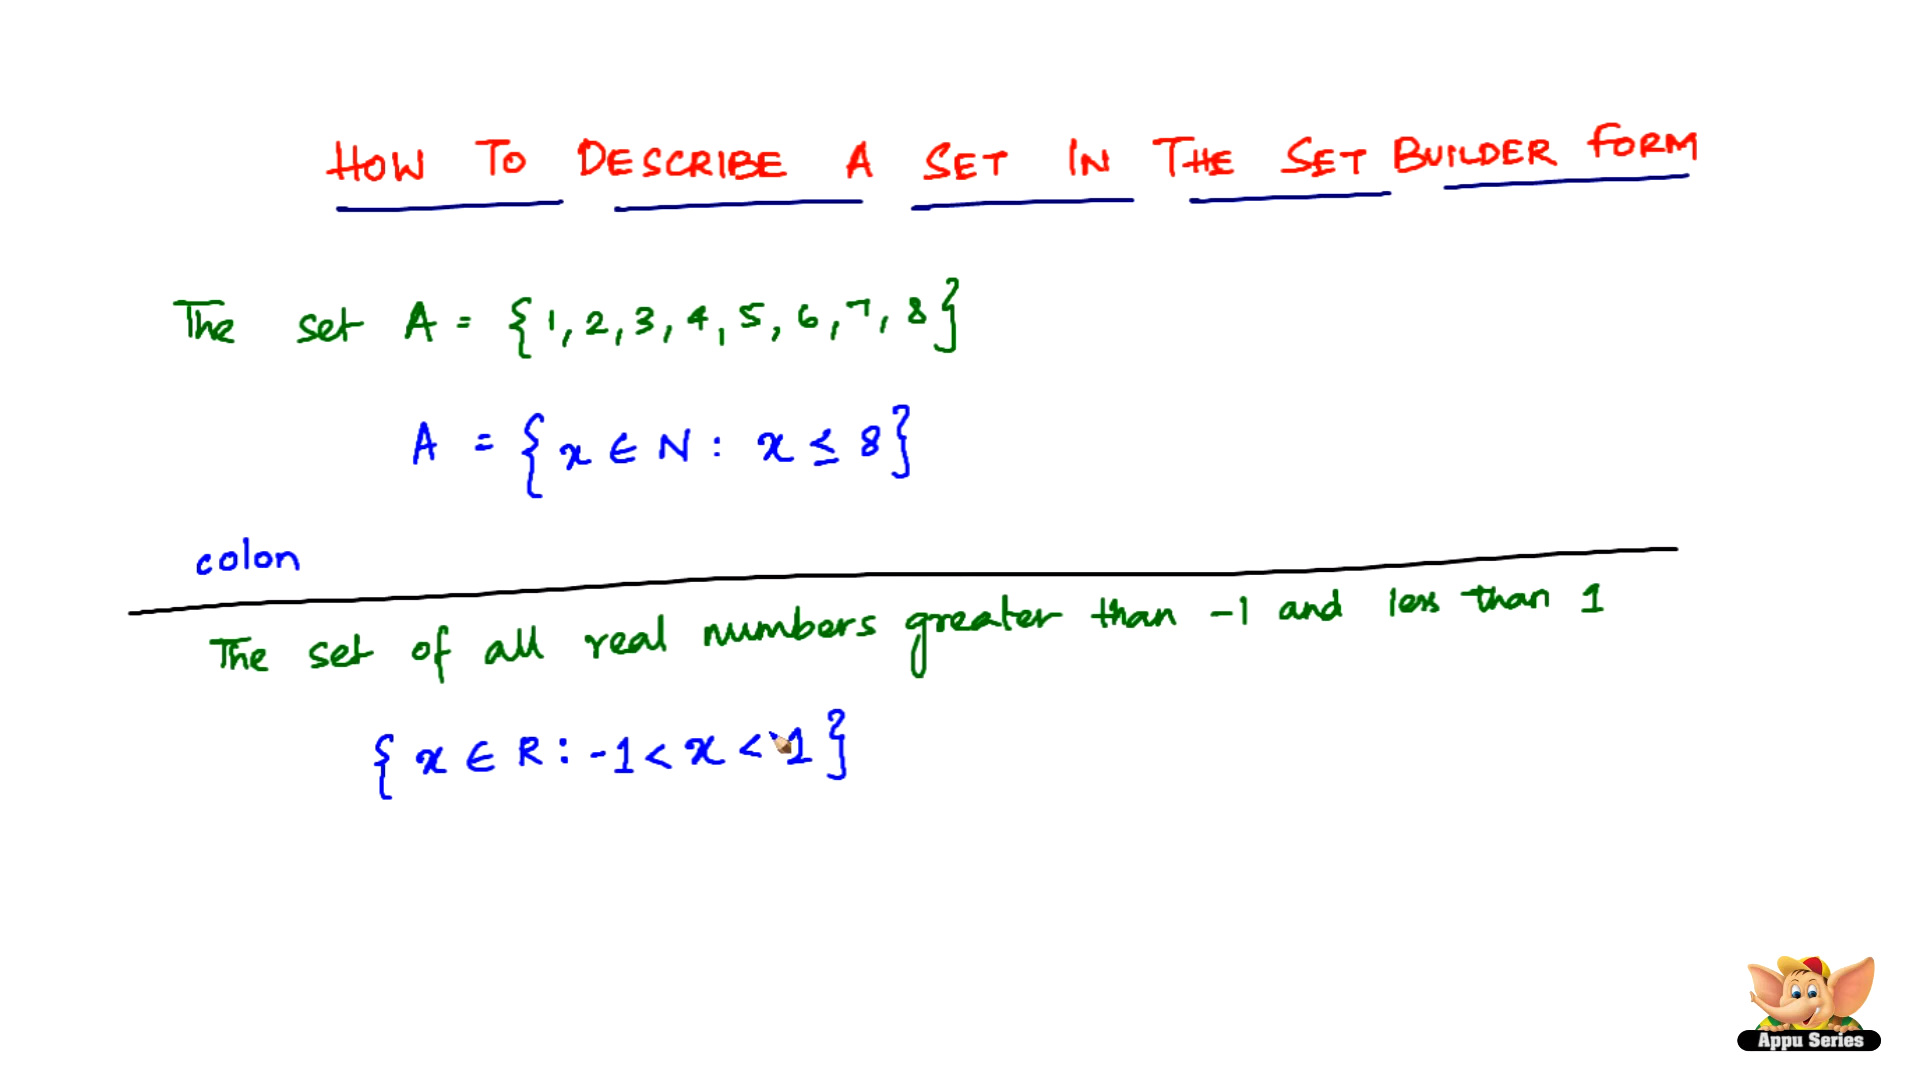 HOW TO DESCRIBE A SET IN THE SET BUILDER FORM
The set A = {1, 2, 3, 4, 5, 6, 7, 8}
A = {x ∈ N : x ≤ 8}
colon
The set of all real numbers greater than -1 and less than 1
{x ∈ R : -1 < x < 1}
Appu Series